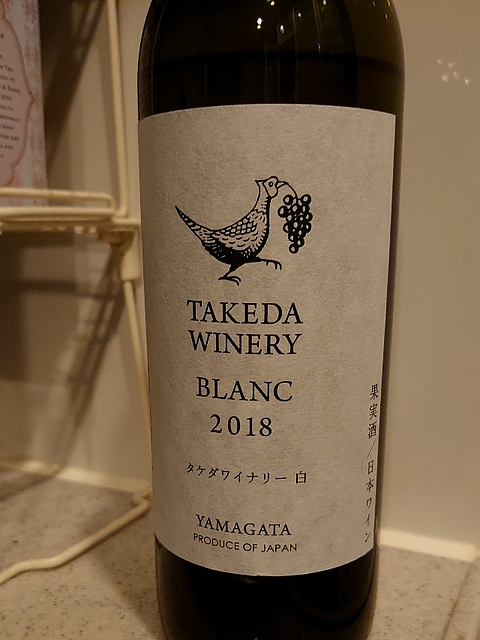 TAKEDA
WINERY
BLANC
2018
タケダワイナリー 白
YAMAGATA
PRODUCE OF JAPAN
果実酒／日本ワイン